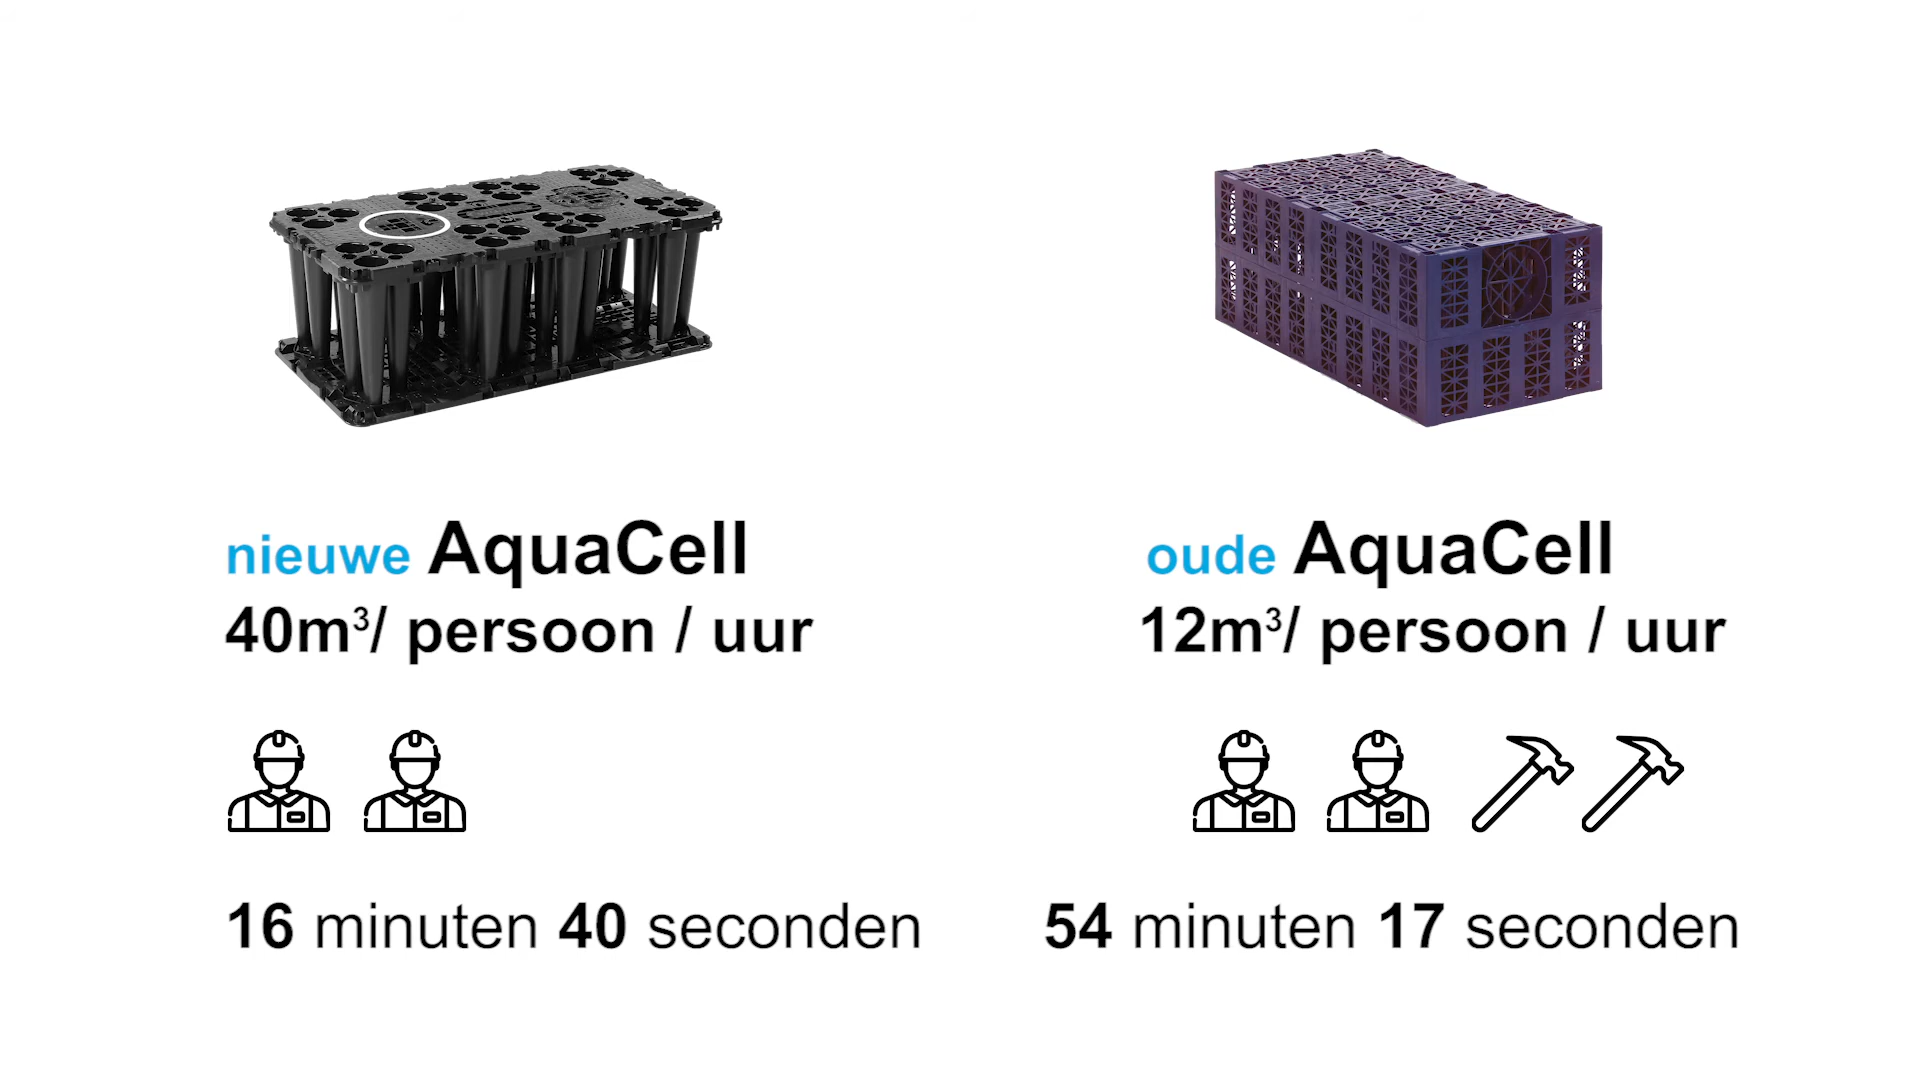 nieuwe AquaCell
40m³/ persoon / uur
16 minuten 40 seconden
oude AquaCell
12m³/ persoon / uur
54 minuten 17 seconden